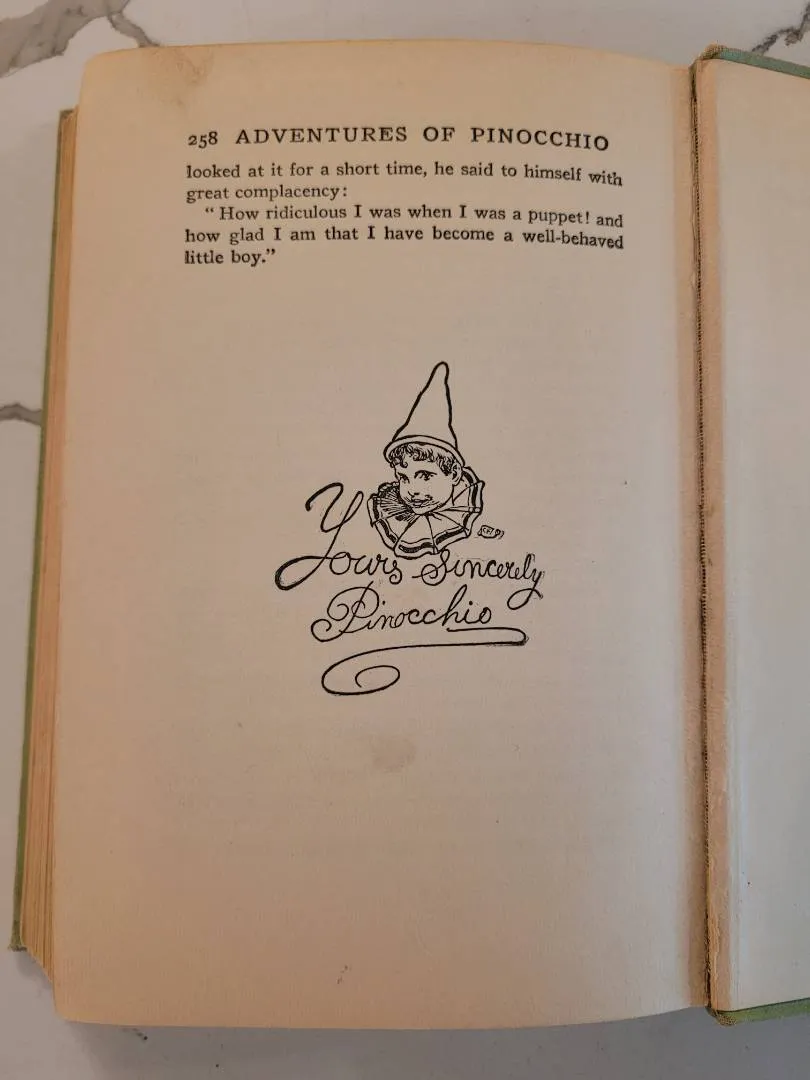 258 ADVENTURES OF PINOCCHIO
looked at it for a short time, he said to himself with
great complacency:
“ How ridiculous I was when I was a puppet! and
how glad I am that I have become a well-behaved
little boy.”
Yours Sincerely
Pinocchio